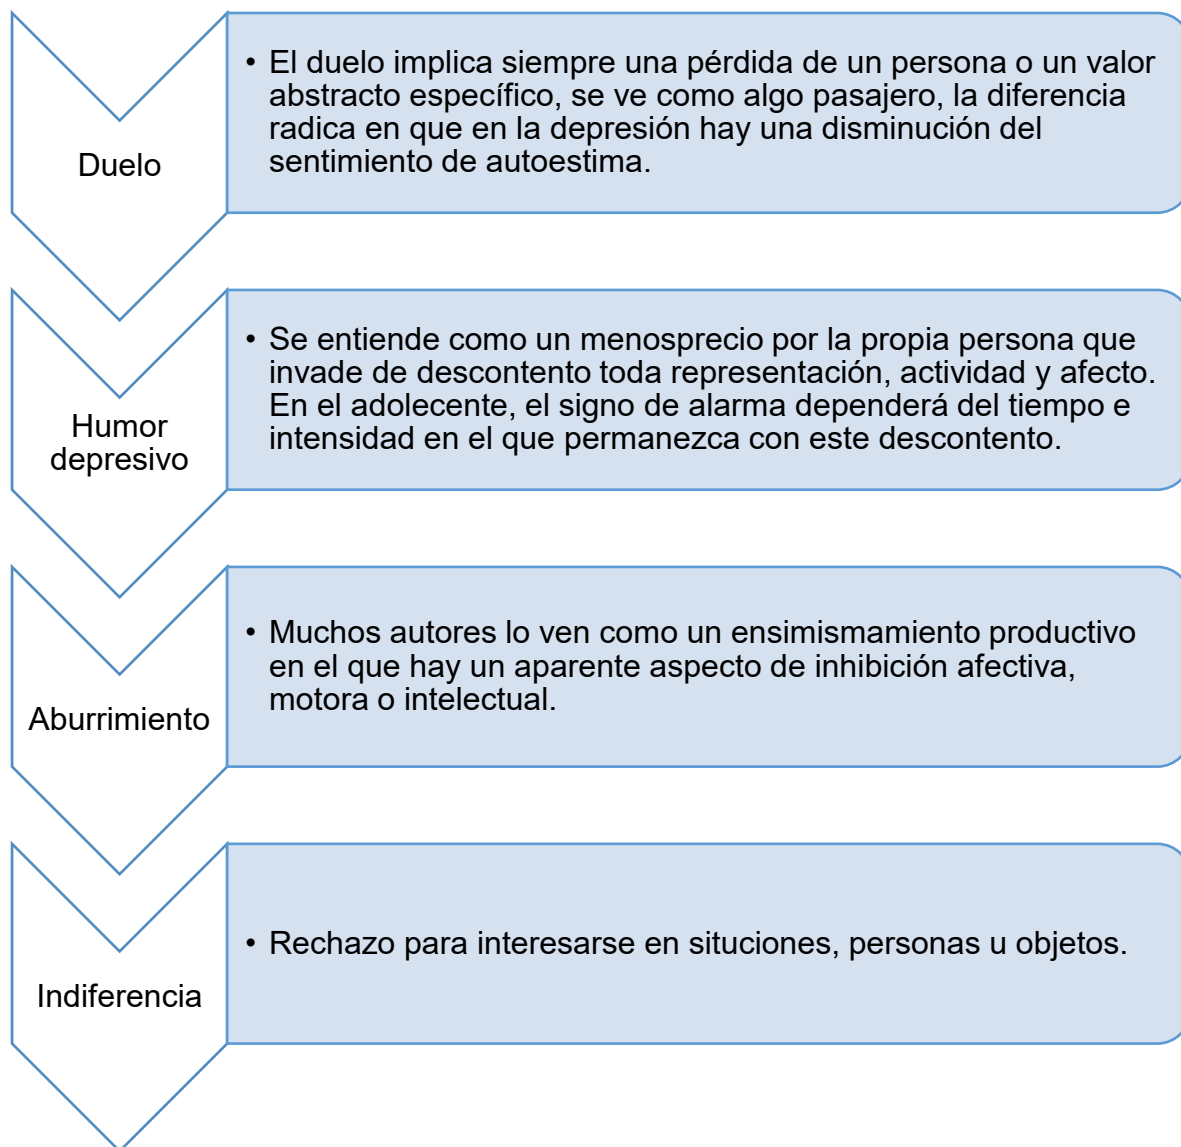 Duelo
• El duelo implica siempre una pérdida de un persona o un valor
abstracto específico, se ve como algo pasajero, la diferencia
radica en que en la depresión hay una disminución del
sentimiento de autoestima.
Humor
depresivo
• Se entiende como un menosprecio por la propia persona que
invade de descontento toda representación, actividad y afecto.
En el adolecente, el signo de alarma dependerá del tiempo e
intensidad en el que permanezca con este descontento.
Aburrimiento
• Muchos autores lo ven como un ensimismamiento productivo
en el que hay un aparente aspecto de inhibición afectiva,
motora o intelectual.
Indiferencia
• Rechazo para interesarse en situciones, personas u objetos.